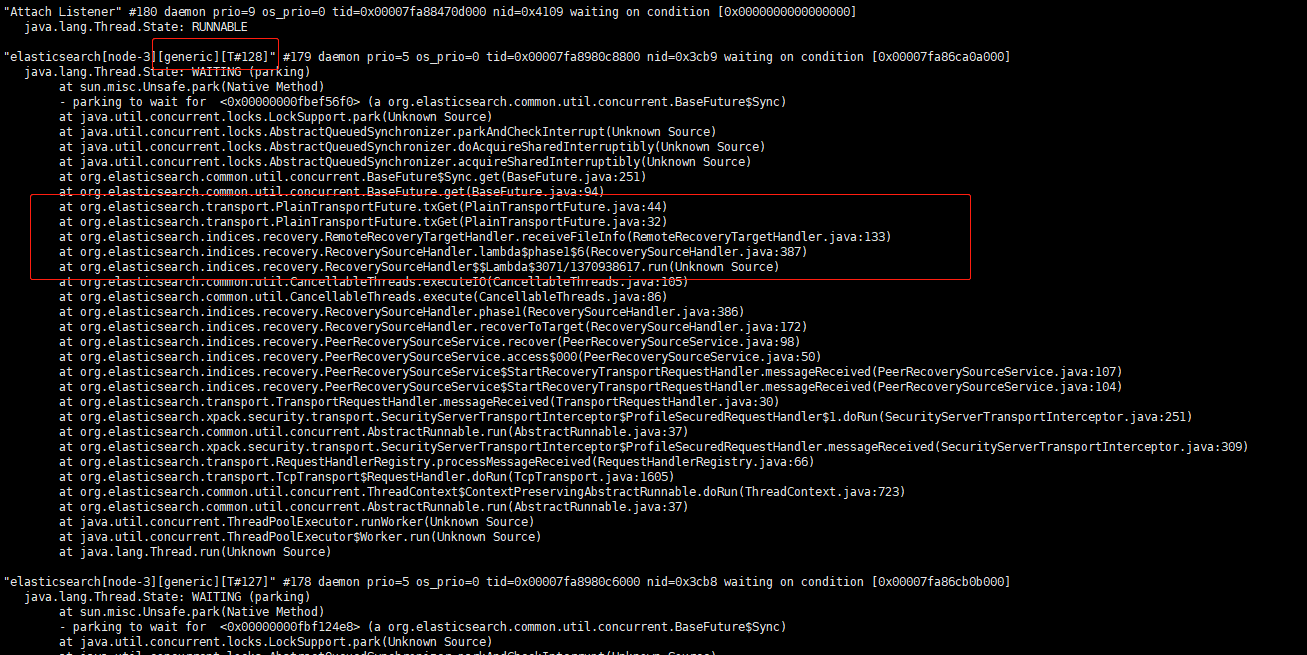 "Attach Listener" #180 daemon prio=9 os_prio=0 tid=0x00007fa88470d000 nid=0x4109 waiting on condition [0x0000000000000000]
java.lang.Thread.State: RUNNABLE
"elasticsearch[node-3][generic][T#128]" #179 daemon prio=5 os_prio=0 tid=0x00007fa8980c8800 nid=0x3cb9 waiting on condition [0x00007fa86ca0a000]
java.lang.Thread.State: WAITING (parking)
at sun.misc.Unsafe.park(Native Method)
- parking to wait for  <0x00000000fbef56f0> (a org.elasticsearch.common.util.concurrent.BaseFuture$Sync)
at java.util.concurrent.locks.LockSupport.park(Unknown Source)
at java.util.concurrent.locks.AbstractQueuedSynchronizer.parkAndCheckInterrupt(Unknown Source)
at java.util.concurrent.locks.AbstractQueuedSynchronizer.doAcquireSharedInterruptibly(Unknown Source)
at java.util.concurrent.locks.AbstractQueuedSynchronizer.acquireSharedInterruptibly(Unknown Source)
at org.elasticsearch.common.util.concurrent.BaseFuture$Sync.get(BaseFuture.java:251)
at org.elasticsearch.common.util.concurrent.BaseFuture.get(BaseFuture.java:94)
at org.elasticsearch.transport.PlainTransportFuture.txGet(PlainTransportFuture.java:44)
at org.elasticsearch.transport.PlainTransportFuture.txGet(PlainTransportFuture.java:32)
at org.elasticsearch.indices.recovery.RemoteRecoveryTargetHandler.receiveFileInfo(RemoteRecoveryTargetHandler.java:133)
at org.elasticsearch.indices.recovery.RecoverySourceHandler.lambda$phase1$6(RecoverySourceHandler.java:387)
at org.elasticsearch.indices.recovery.RecoverySourceHandler$$Lambda$3071/1370938617.run(Unknown Source)
at org.elasticsearch.common.util.CancellableThreads.executeIO(CancellableThreads.java:105)
at org.elasticsearch.common.util.CancellableThreads.execute(CancellableThreads.java:86)
at org.elasticsearch.indices.recovery.RecoverySourceHandler.phase1(RecoverySourceHandler.java:386)
at org.elasticsearch.indices.recovery.RecoverySourceHandler.recoverToTarget(RecoverySourceHandler.java:172)
at org.elasticsearch.indices.recovery.PeerRecoverySourceService.recover(PeerRecoverySourceService.java:98)
at org.elasticsearch.indices.recovery.PeerRecoverySourceService.access$000(PeerRecoverySourceService.java:50)
at org.elasticsearch.indices.recovery.PeerRecoverySourceService$StartRecoveryTransportRequestHandler.messageReceived(PeerRecoverySourceService.java:107)
at org.elasticsearch.indices.recovery.PeerRecoverySourceService$StartRecoveryTransportRequestHandler.messageReceived(PeerRecoverySourceService.java:104)
at org.elasticsearch.transport.TransportRequestHandler.messageReceived(TransportRequestHandler.java:30)
at org.elasticsearch.xpack.security.transport.SecurityServerTransportInterceptor$ProfileSecuredRequestHandler$1.doRun(SecurityServerTransportInterceptor.java:251)
at org.elasticsearch.common.util.concurrent.AbstractRunnable.run(AbstractRunnable.java:37)
at org.elasticsearch.xpack.security.transport.SecurityServerTransportInterceptor$ProfileSecuredRequestHandler.messageReceived(SecurityServerTransportInterceptor.java:309)
at org.elasticsearch.transport.RequestHandlerRegistry.processMessageReceived(RequestHandlerRegistry.java:66)
at org.elasticsearch.transport.TcpTransport$RequestHandler.doRun(TcpTransport.java:1605)
at org.elasticsearch.common.util.concurrent.ThreadContext$ContextPreservingAbstractRunnable.doRun(ThreadContext.java:723)
at org.elasticsearch.common.util.concurrent.AbstractRunnable.run(AbstractRunnable.java:37)
at java.util.concurrent.ThreadPoolExecutor.runWorker(Unknown Source)
at java.util.concurrent.ThreadPoolExecutor$Worker.run(Unknown Source)
at java.lang.Thread.run(Unknown Source)
"elasticsearch[node-3][generic][T#127]" #178 daemon prio=5 os_prio=0 tid=0x00007fa8980c6000 nid=0x3cb8 waiting on condition [0x00007fa86cb0b000]
java.lang.Thread.State: WAITING (parking)
at sun.misc.Unsafe.park(Native Method)
- parking to wait for  <0x00000000fbf124e8> (a org.elasticsearch.common.util.concurrent.BaseFuture$Sync)
at java.util.concurrent.locks.LockSupport.park(Unknown Source)